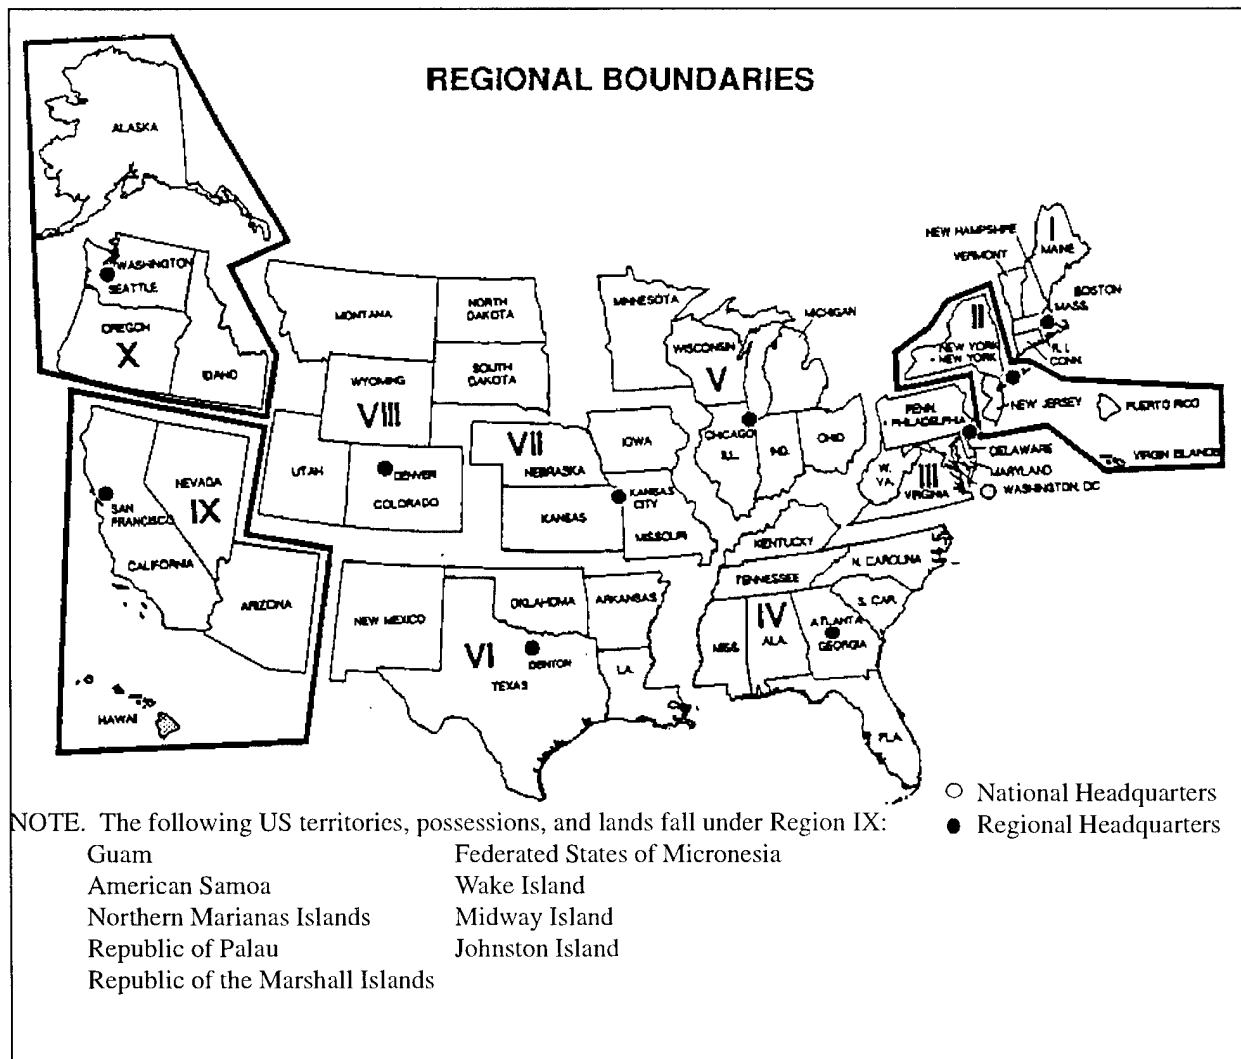 REGIONAL BOUNDARIES
ALASKA
WASHINGTON
SEATTLE
OREGON
X
IDAHO
MONTANA
NORTH
DAKOTA
SOUTH
DAKOTA
WYOMING
VIII
UTAH
DENVER
COLORADO
NEVADA
IX
SAN
FRANCISCO
CALIFORNIA
ARIZONA
HAWAII
MINNESOTA
WISCONSIN
MICHIGAN
V
CHICAGO
ILL.
IND.
OHIO
IOWA
VII
NEBRASKA
KANSAS
CITY
KANSAS
MISSOURI
NEW HAMPSHIRE
VERMONT
I
MAINE
BOSTON
MASS.
R. I.
CONN.
II
NEW YORK
NEW YORK
NEW JERSEY
PUERTO RICO
VIRGIN ISLANDS
PENN.
PHILADELPHIA
DELAWARE
MARYLAND
WASHINGTON, DC
W.
VA.
III
VIRGINIA
KENTUCKY
TENNESSEE
N. CAROLINA
S. CAR.
IV
MISS.
ALA.
ATLANTA
GEORGIA
FLA.
NEW MEXICO
OKLAHOMA
ARKANSAS
VI
DENTON
TEXAS
LA.
National Headquarters
Regional Headquarters
NOTE. The following US territories, possessions, and lands fall under Region IX:
Guam
Federated States of Micronesia
American Samoa
Wake Island
Northern Marianas Islands
Midway Island
Republic of Palau
Johnston Island
Republic of the Marshall Islands